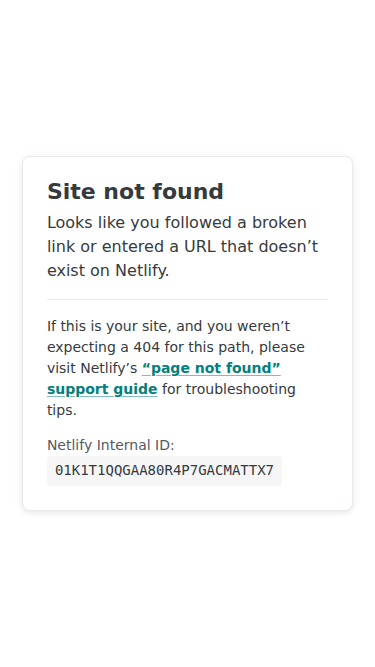 Site not found
Looks like you followed a broken
link or entered a URL that doesn’t
exist on Netlify.
If this is your site, and you weren’t
expecting a 404 for this path, please
visit Netlify’s “page not found”
support guide for troubleshooting
tips.
Netlify Internal ID:
01K1T1QQGAA80R4P7GACMATTX7